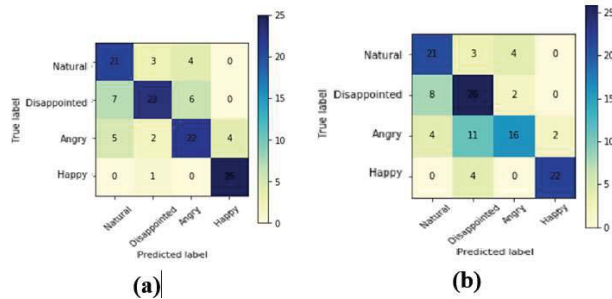 Natural 21 3 4 0
Disappointed 7 23 6 0
Angry 5 2 22 4
Happy 0 1 0 25
True label
Natural Disappointed Angry Happy
Predicted label
25
20
15
10
5
0
(a)
Natural 21 3 4 0
Disappointed 8 26 2 0
Angry 4 11 16 2
Happy 0 4 0 22
True label
Natural Disappointed Angry Happy
Predicted label
25
20
15
10
5
0
(b)